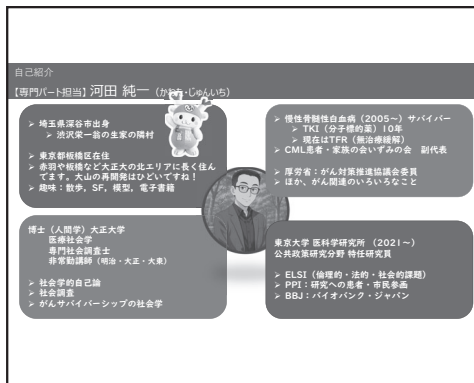 自己紹介
【専門パート担当】河田 純一 (かわた・じゅんいち)
➢ 埼玉県深谷市出身
➢ 渋沢栄一翁の生家の隣村
➢ 東京都板橋区在住
➢ 赤羽や板橋など大正大の北エリアに長く住ん
でます。大山の再開発はひどいですね！
➢ 趣味：散歩，SF，模型，電子書籍
➢ 慢性骨髄性白血病（2005～）サバイバー
➢ TKI（分子標的薬）10年
➢ 現在はTFR（無治療寛解）
➢ CML患者・家族の会いずみの会 副代表
➢ 厚労省：がん対策推進協議会委員
➢ ほか、がん関連のいろいろなこと
博士（人間学）大正大学
医療社会学
専門社会調査士
非常勤講師（明治・大正・大東）
➢ 社会学的自己論
➢ 社会調査
➢ がんサバイバーシップの社会学
東京大学 医科学研究所 （2021～）
公共政策研究分野 特任研究員
➢ ELSI（倫理的・法的・社会的課題）
➢ PPI：研究への患者・市民参画
➢ BBJ：バイオバンク・ジャパン